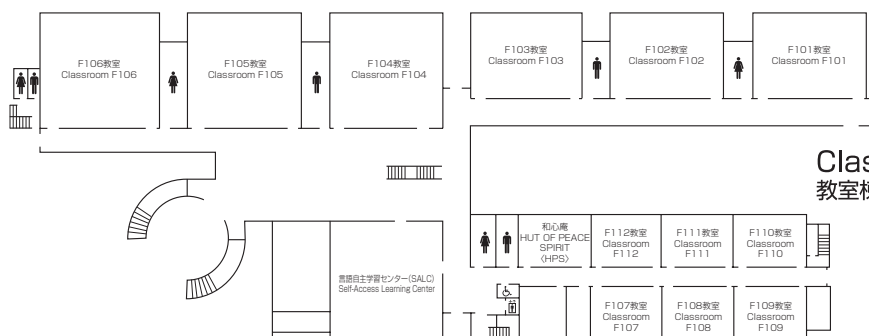 F106教室
Classroom F106
F105教室
Classroom F105
F104教室
Classroom F104
F103教室
Classroom F103
F102教室
Classroom F102
F101教室
Classroom F101
Clas
教室棟
和心庵
HUT OF PEACE
SPIRIT
〈HPS〉
F112教室
Classroom
F112
F111教室
Classroom
F111
F110教室
Classroom
F110
言語自主学習センター(SALC)
Self-Access Learning Center
F107教室
Classroom
F107
F108教室
Classroom
F108
F109教室
Classroom
F109